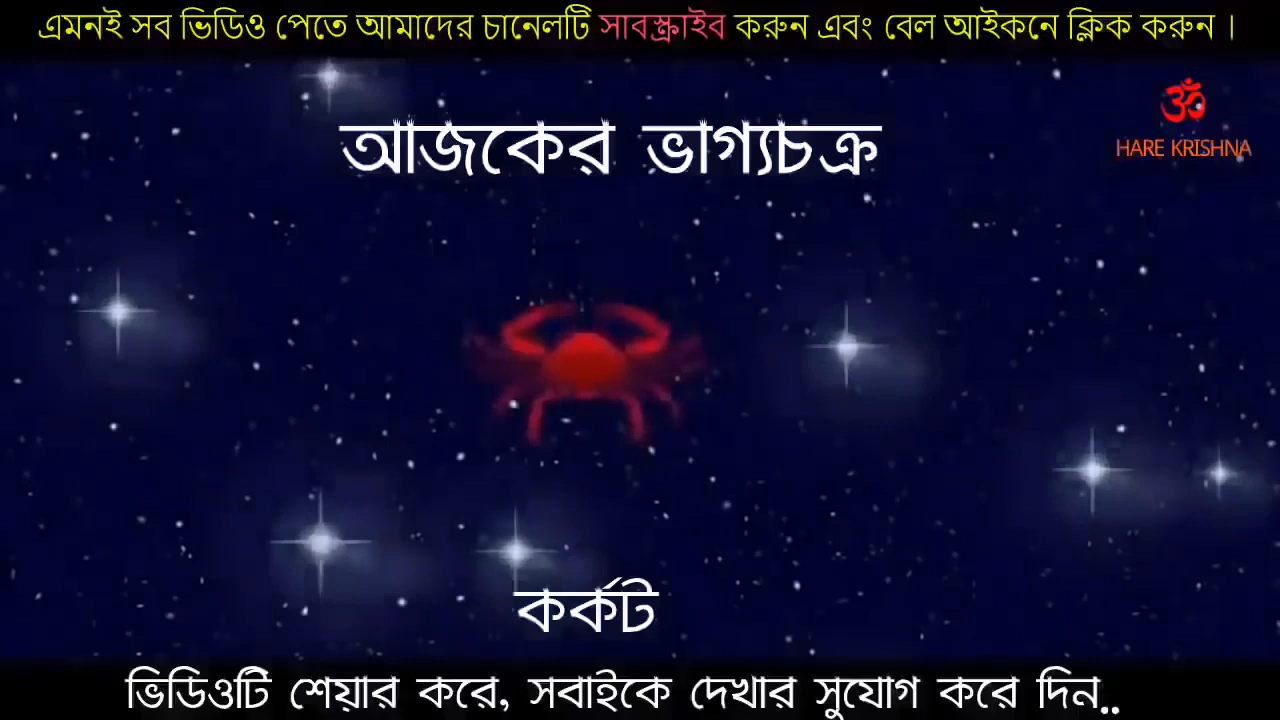 এমনই সব ভিডিও পেতে আমাদের চানেলটি সাবস্ক্রাইব করুন এবং বেল আইকনে ক্লিক করুন ।
আজকের ভাগ্যচক্র
ॐ
HARE KRISHNA
কর্কট
ভিডিওটি শেয়ার করে, সবাইকে দেখার সুযোগ করে দিন..